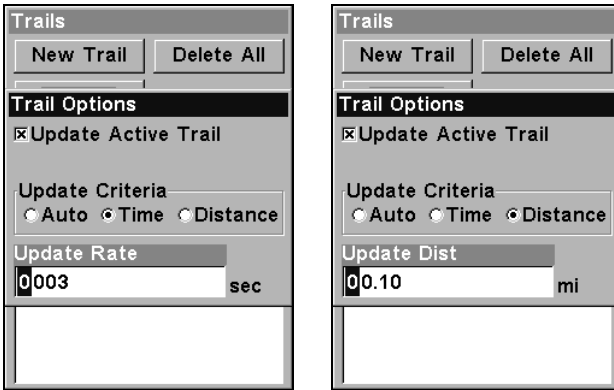 Trails
New Trail Delete All
Trail Options
Update Active Trail
Update Criteria
Auto Time Distance
Update Rate
0003 sec
Trails
New Trail Delete All
Trail Options
Update Active Trail
Update Criteria
Auto Time Distance
Update Dist
00.10 mi